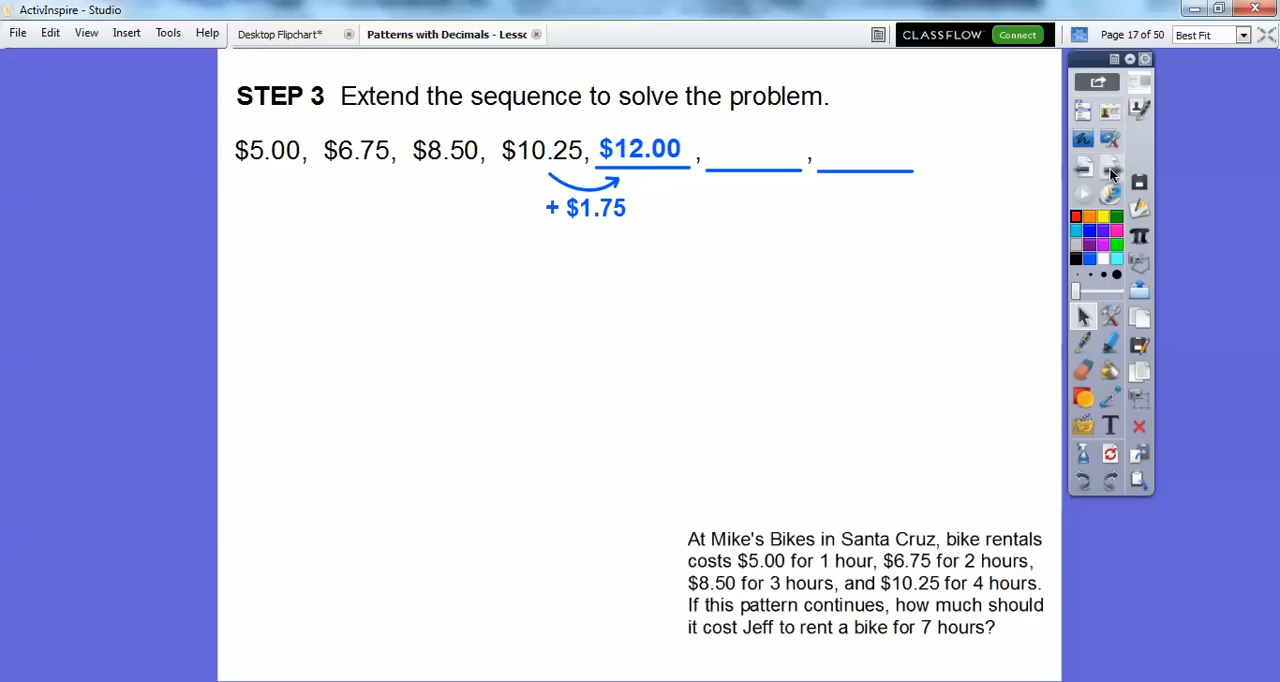 ActivInspire - Studio
File Edit View Insert Tools Help
Desktop Flipchart*
Patterns with Decimals - Lessc
CLASSFLOW Connect
Page 17 of 50
Best Fit
STEP 3 Extend the sequence to solve the problem.
$5.00, $6.75, $8.50, $10.25, $12.00 , ,
+ $1.75
At Mike's Bikes in Santa Cruz, bike rentals
costs $5.00 for 1 hour, $6.75 for 2 hours,
$8.50 for 3 hours, and $10.25 for 4 hours.
If this pattern continues, how much should
it cost Jeff to rent a bike for 7 hours?